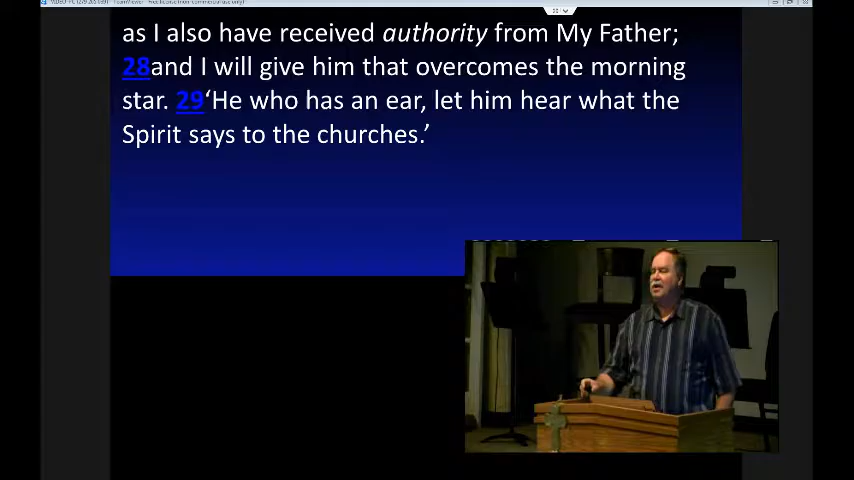 as I also have received authority from My Father;
28and I will give him that overcomes the morning
star. 29‘He who has an ear, let him hear what the
Spirit says to the churches.’